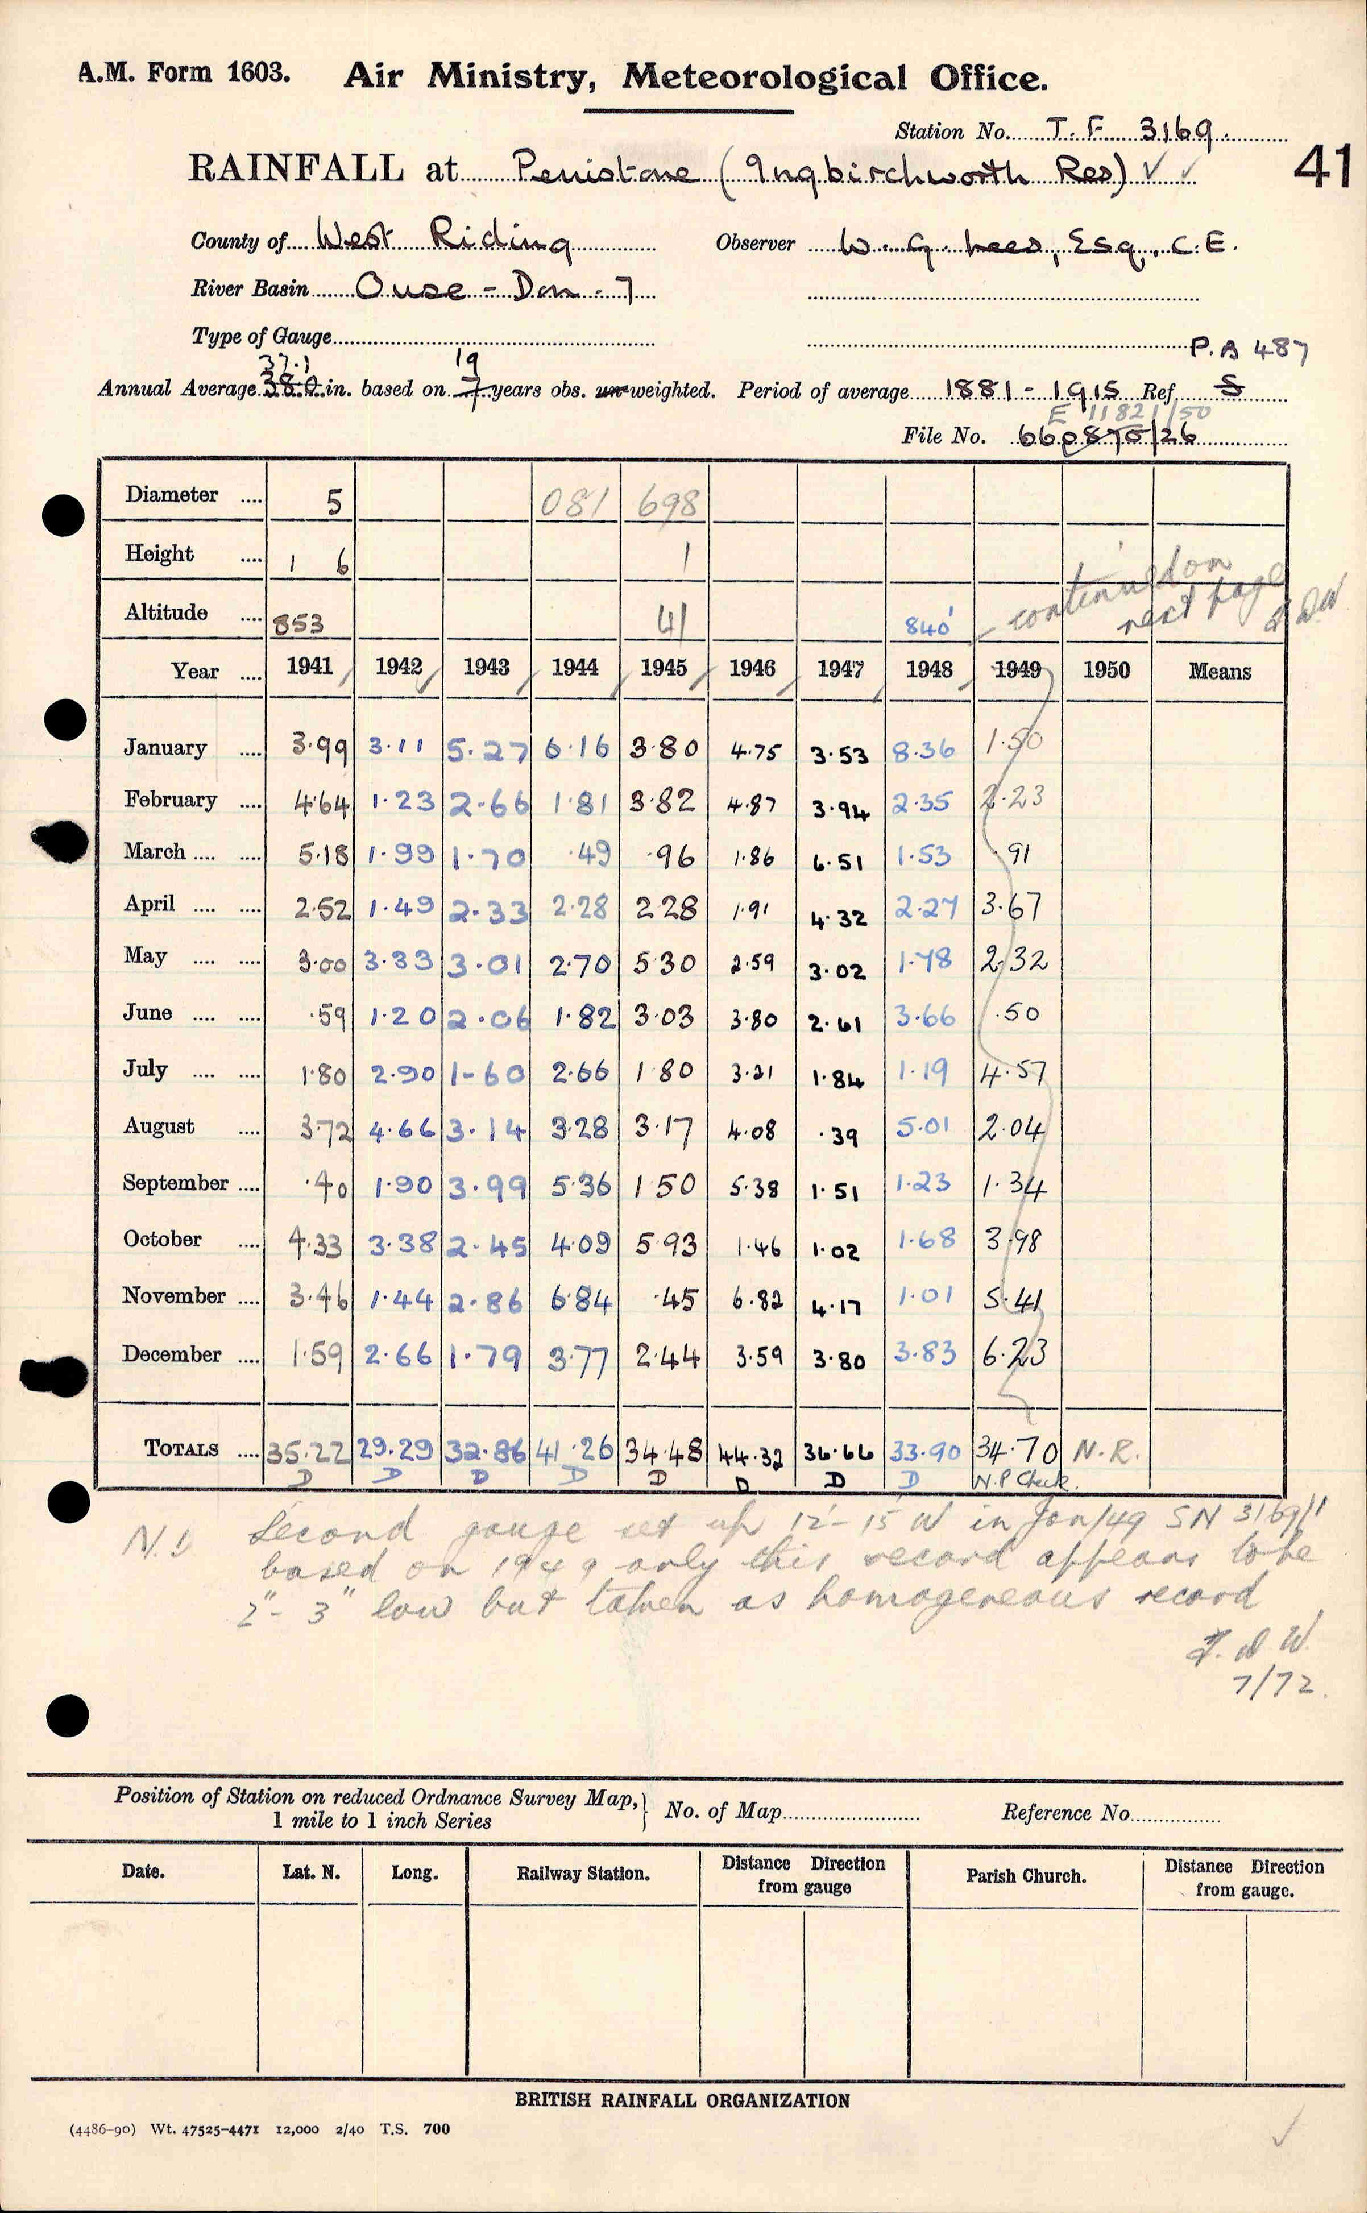 A.M. Form 1603. Air Ministry, Meteorological Office.
Station No. T. F. 3169.
41
RAINFALL at Penistone (Ingbirchworth Res) ✓ ✓
County of West Riding Observer W. G. Lees, Esq., C.E.
River Basin Ouse - Don - 7
Type of Gauge
P.A 487
37.1 19
Annual Average 38.0 in. based on 7 years obs. un-weighted. Period of average 1881 - 1915 Ref. S
E 11821/50
File No. 660870/26
Diameter .... 5 081 698
Height .... 1 6 1
continued on
next page
Altitude .... 853 41 840'
Year .... 1941 1942 1943 1944 1945 1946 1947 1948 1949 1950 Means
January .... 3.99 3.11 5.27 6.16 3.80 4.75 3.53 8.36 1.50
February .... 4.64 1.23 2.66 1.81 3.82 4.87 3.94 2.35 2.23
March .... .... 5.18 1.99 1.70 .49 .96 1.86 6.51 1.53 .91
April .... .... 2.52 1.49 2.33 2.28 2.28 1.91 4.32 2.27 3.67
May .... .... 3.00 3.33 3.01 2.70 5.30 2.59 3.02 1.78 2.32
June .... .... .59 1.20 2.06 1.82 3.03 3.80 2.61 3.66 .50
July .... .... 1.80 2.90 1-60 2.66 1.80 3.21 1.84 1.19 4.57
August .... 3.72 4.66 3.14 3.28 3.17 4.08 .39 5.01 2.04
September .... .40 1.90 3.99 5.36 1.50 5.38 1.51 1.23 1.34
October .... 4.33 3.38 2.45 4.09 5.93 1.46 1.02 1.68 3.98
November .... 3.46 1.44 2.86 6.84 .45 6.82 4.17 1.01 5.41
December .... 1.59 2.66 1.79 3.77 2.44 3.59 3.80 3.83 6.23
TOTALS .... 35.22 29.29 32.86 41.26 34.48 44.32 36.66 33.90 34.70 N.R.
D D D D D D D D N.P Check.
Second gauge set up 12'-15' W in Jan/49 SN 3169/1
based on 1949 only this record appears to be
2"- 3" low but taken as homogeneous record
7/72.
Position of Station on reduced Ordnance Survey Map, 1 mile to 1 inch Series } No. of Map Reference No.
Date. Lat. N. Long. Railway Station. Distance Direction from gauge Parish Church. Distance Direction from gauge.
BRITISH RAINFALL ORGANIZATION
(4486-90) Wt. 47525-4471 12,000 2/40 T.S. 700
✓